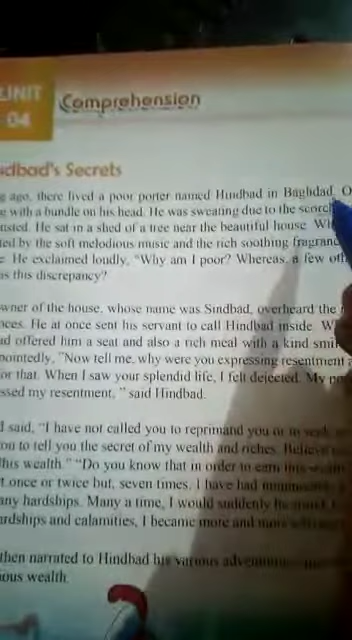 UNIT
04
Comprehension
Sindbad's Secrets
ago, there lived a poor porter named Hindbad in Baghdad. O
with a bundle on his head. He was sweating due to the scorch
usted. He sat in a shed of a tree near the beautiful house. Wh
ted by the soft melodious music and the rich soothing fragranc
He exclaimed loudly, "Why am I poor? Whereas, a few oth
as this discrepancy?
wner of the house, whose name was Sindbad, overheard the
nces. He at once sent his servant to call Hindbad inside. W
ad offered him a seat and also a rich meal with a kind smil
pointedly, "Now tell me, why were you expressing resentment a
or that. When I saw your splendid life, I felt dejected. My po
ssed my resentment, " said Hindbad.
d said, "I have not called you to reprimand you or to
on to tell you the secret of my wealth and riches. Believe
this wealth." "Do you know that in order to earn this
t once or twice but, seven times, I have had
any hardships. Many a time, I would suddenly
ardships and calamities, I became more and more
then narrated to Hindbad his various adventures
ous wealth.